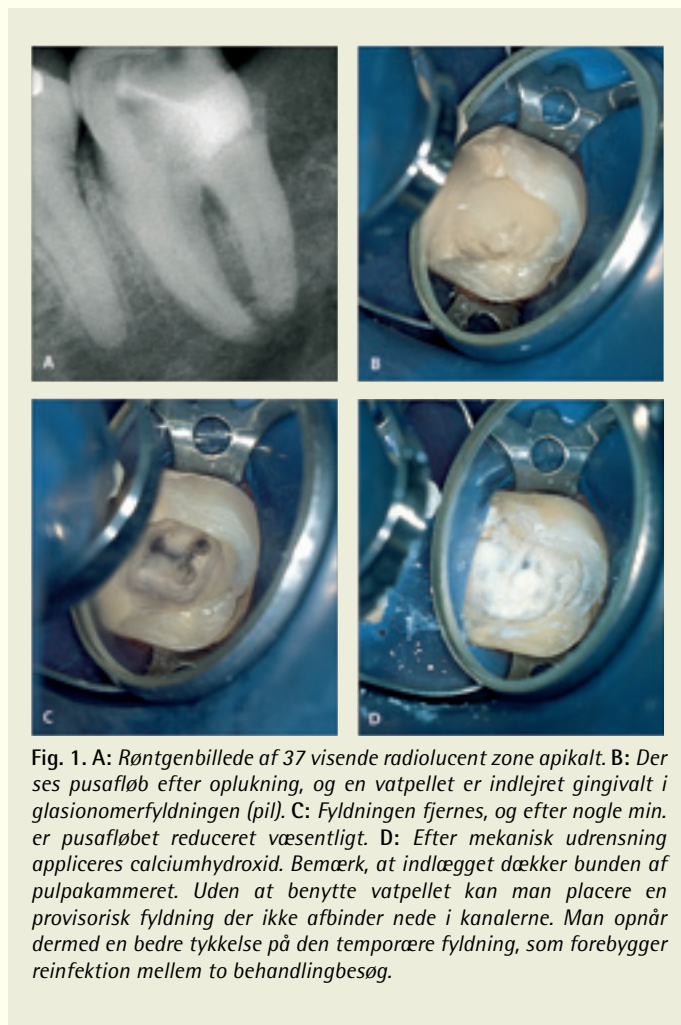 A
B
C
D
Fig. 1. A: Røntgenbillede af 37 visende radiolucent zone apikalt. B: Der
ses pusafløb efter oplukning, og en vatpellet er indlejret gingivalt i
glasionomerfyldningen (pil). C: Fyldningen fjernes, og efter nogle min.
er pusafløbet reduceret væsentligt. D: Efter mekanisk udrensning
appliceres calciumhydroxid. Bemærk, at indlægget dækker bunden af
pulpakammeret. Uden at benytte vatpellet kan man placere en
provisorisk fyldning der ikke afbinder nede i kanalerne. Man opnår
dermed en bedre tykkelse på den temporære fyldning, som forebygger
reinfektion mellem to behandlingbesøg.